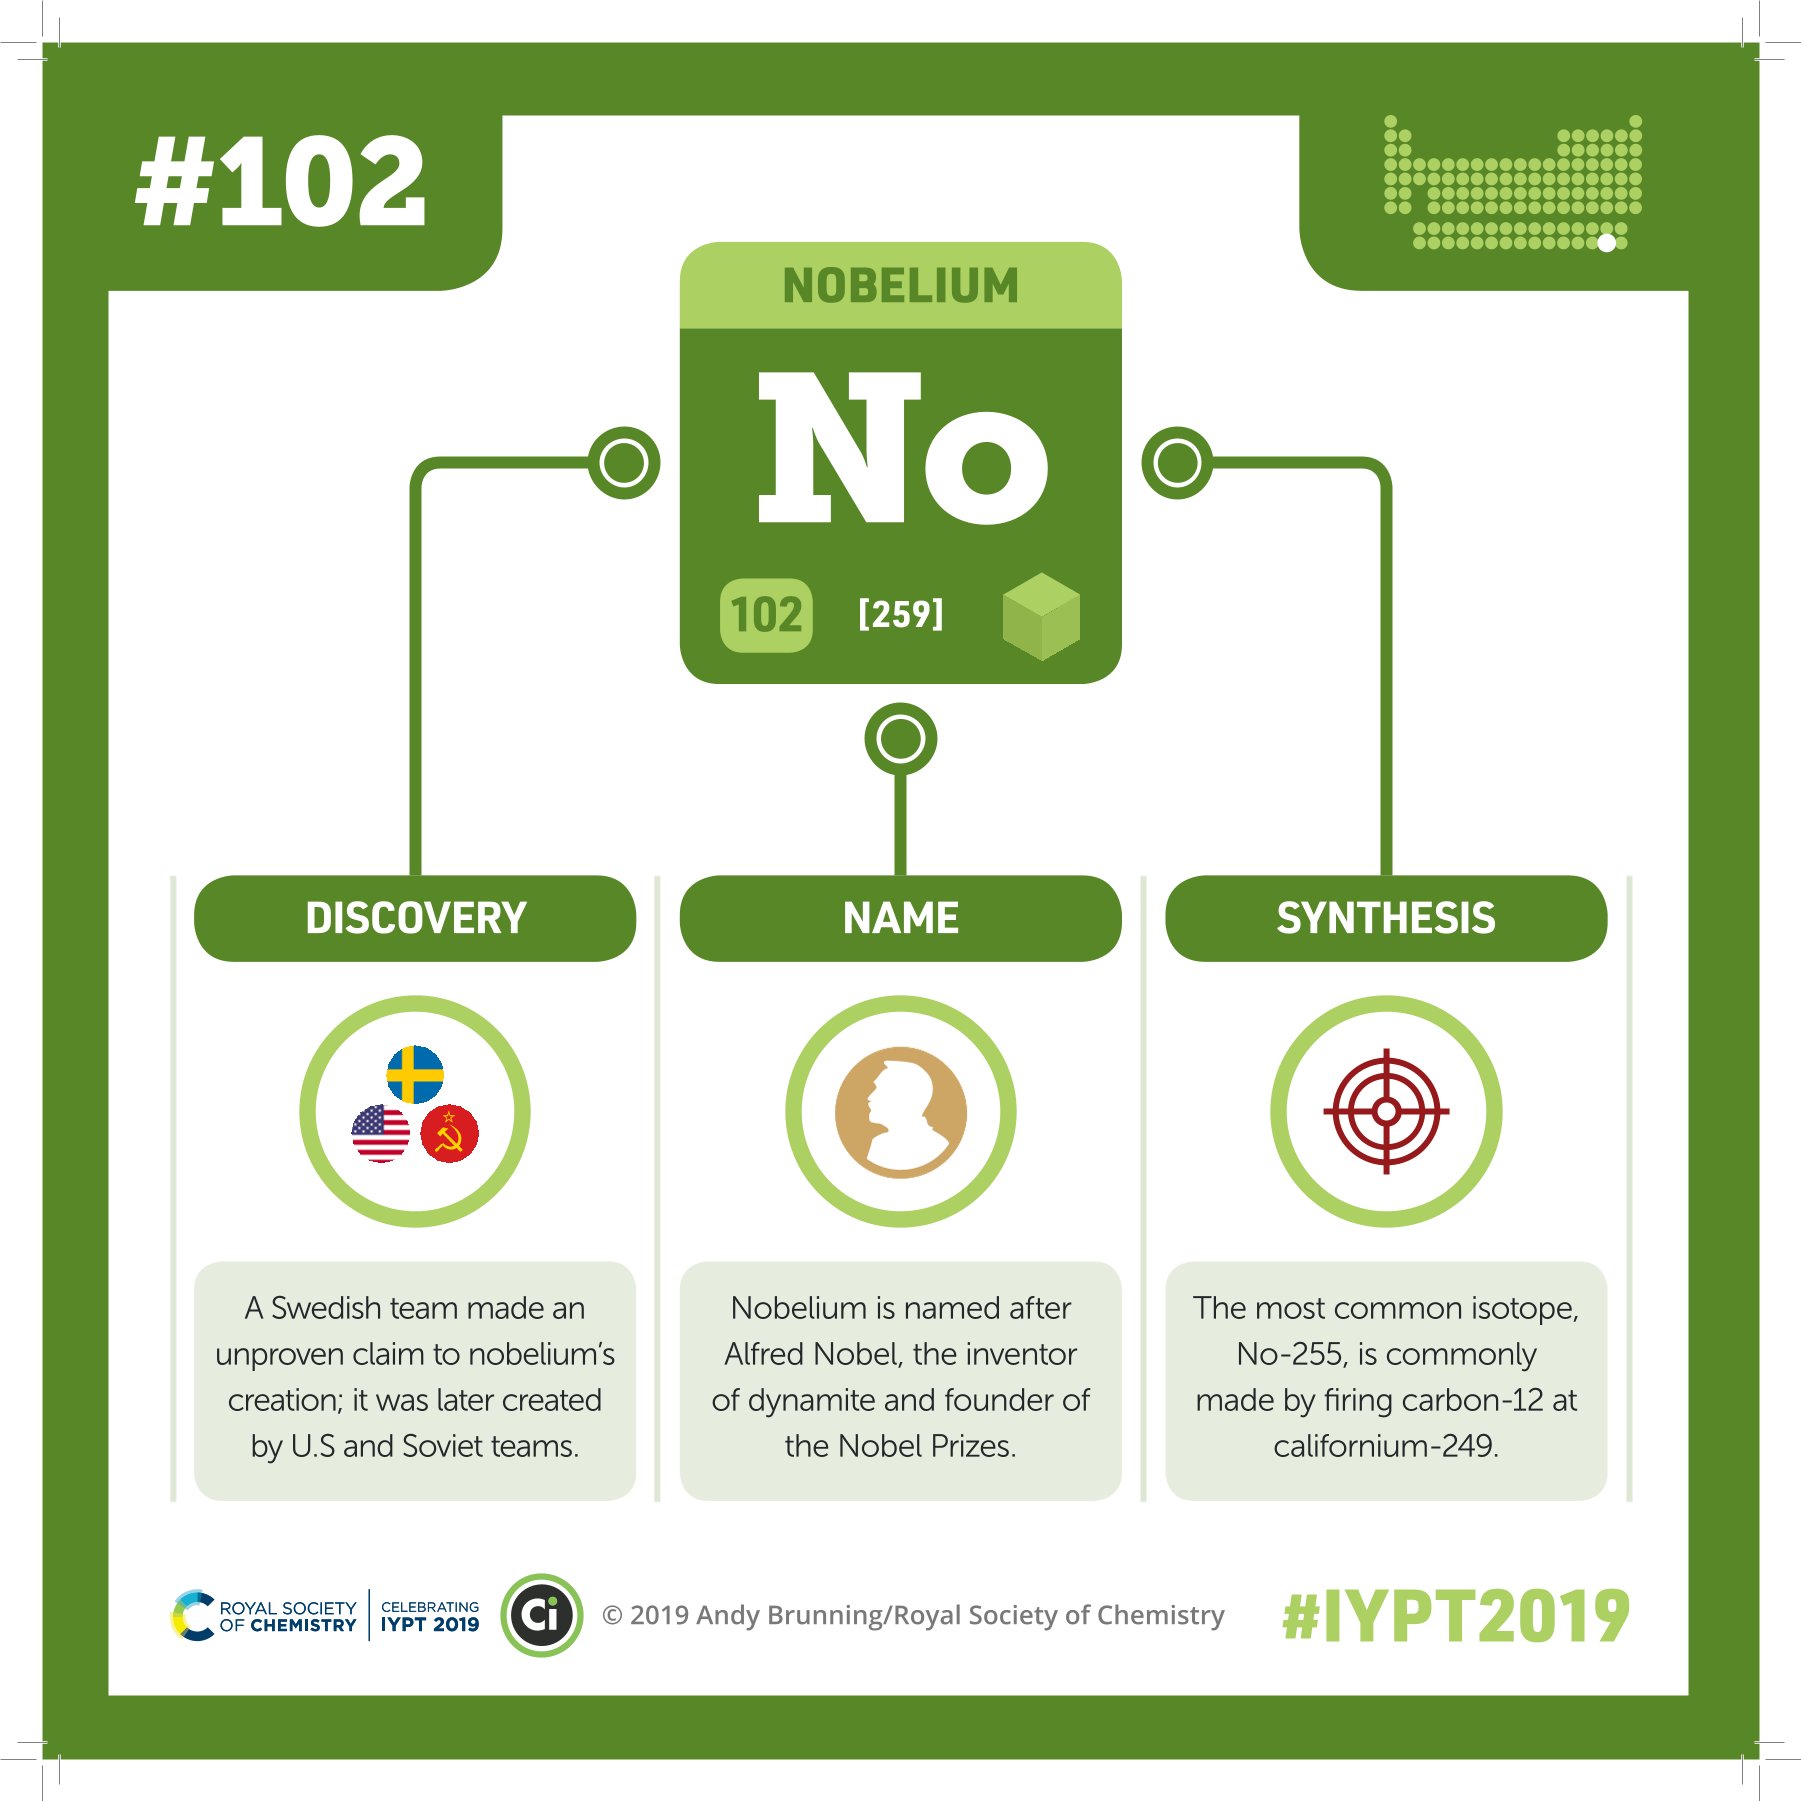 #102
NOBELIUM
No
102
[259]
DISCOVERY
A Swedish team made an
unproven claim to nobelium's
creation; it was later created
by U.S and Soviet teams.
NAME
Nobelium is named after
Alfred Nobel, the inventor
of dynamite and founder of
the Nobel Prizes.
SYNTHESIS
The most common isotope,
No-255, is commonly
made by firing carbon-12 at
californium-249.
ROYAL SOCIETY
OF CHEMISTRY
CELEBRATING
IYPT 2019
Ci
© 2019 Andy Brunning/Royal Society of Chemistry
#IYPT2019